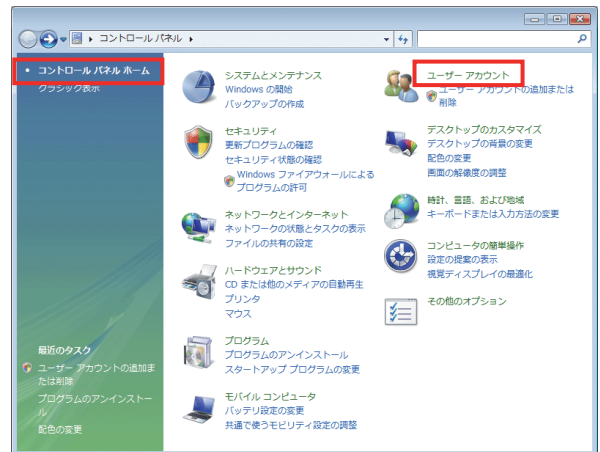 コントロール パネル
コントロール パネル ホーム
クラシック表示
最近のタスク
ユーザー アカウントの追加ま
たは削除
プログラムのアンインストー
ル
配色の変更
システムとメンテナンス
Windows の開始
バックアップの作成
セキュリティ
更新プログラムの確認
セキュリティ状態の確認
Windows ファイアウォールによる
プログラムの許可
ネットワークとインターネット
ネットワークの状態とタスクの表示
ファイルの共有の設定
ハードウェアとサウンド
CD または他のメディアの自動再生
プリンタ
マウス
プログラム
プログラムのアンインストール
スタートアップ プログラムの変更
モバイル コンピュータ
バッテリ設定の変更
共通で使うモビリティ設定の調整
ユーザー アカウント
ユーザー アカウントの追加または
削除
デスクトップのカスタマイズ
デスクトップの背景の変更
配色の変更
画面の解像度の調整
時計、言語、および地域
キーボードまたは入力方法の変更
コンピュータの簡単操作
設定の提案の表示
視覚ディスプレイの最適化
その他のオプション